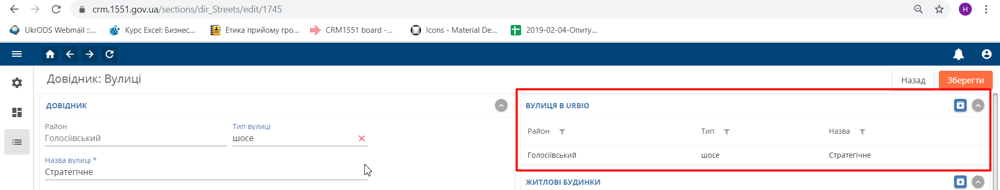 crm.1551.gov.ua/sections/dir_Streets/edit/1745
H
UkrODS Webmail ::...
Курс Excel: Бизнес...
Етика прийому гро...
CRM1551 board -...
Icons - Material De...
2019-02-04-Опиту...
Довідник: Вулиці
Назад
Зберегти
ДОВІДНИК
Район
Тип вулиці
Голосіївський
шосе
Назва вулиці *
Стратегічне
ВУЛИЦЯ В URBIO
Район
Тип
Назва
Голосіївський
шосе
Стратегічне
ЖИТЛОВІ БУДИНКИ